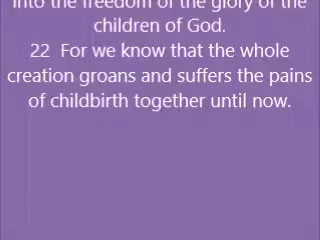 into the freedom of the glory of the
children of God.
22  For we know that the whole
creation groans and suffers the pains
of childbirth together until now.